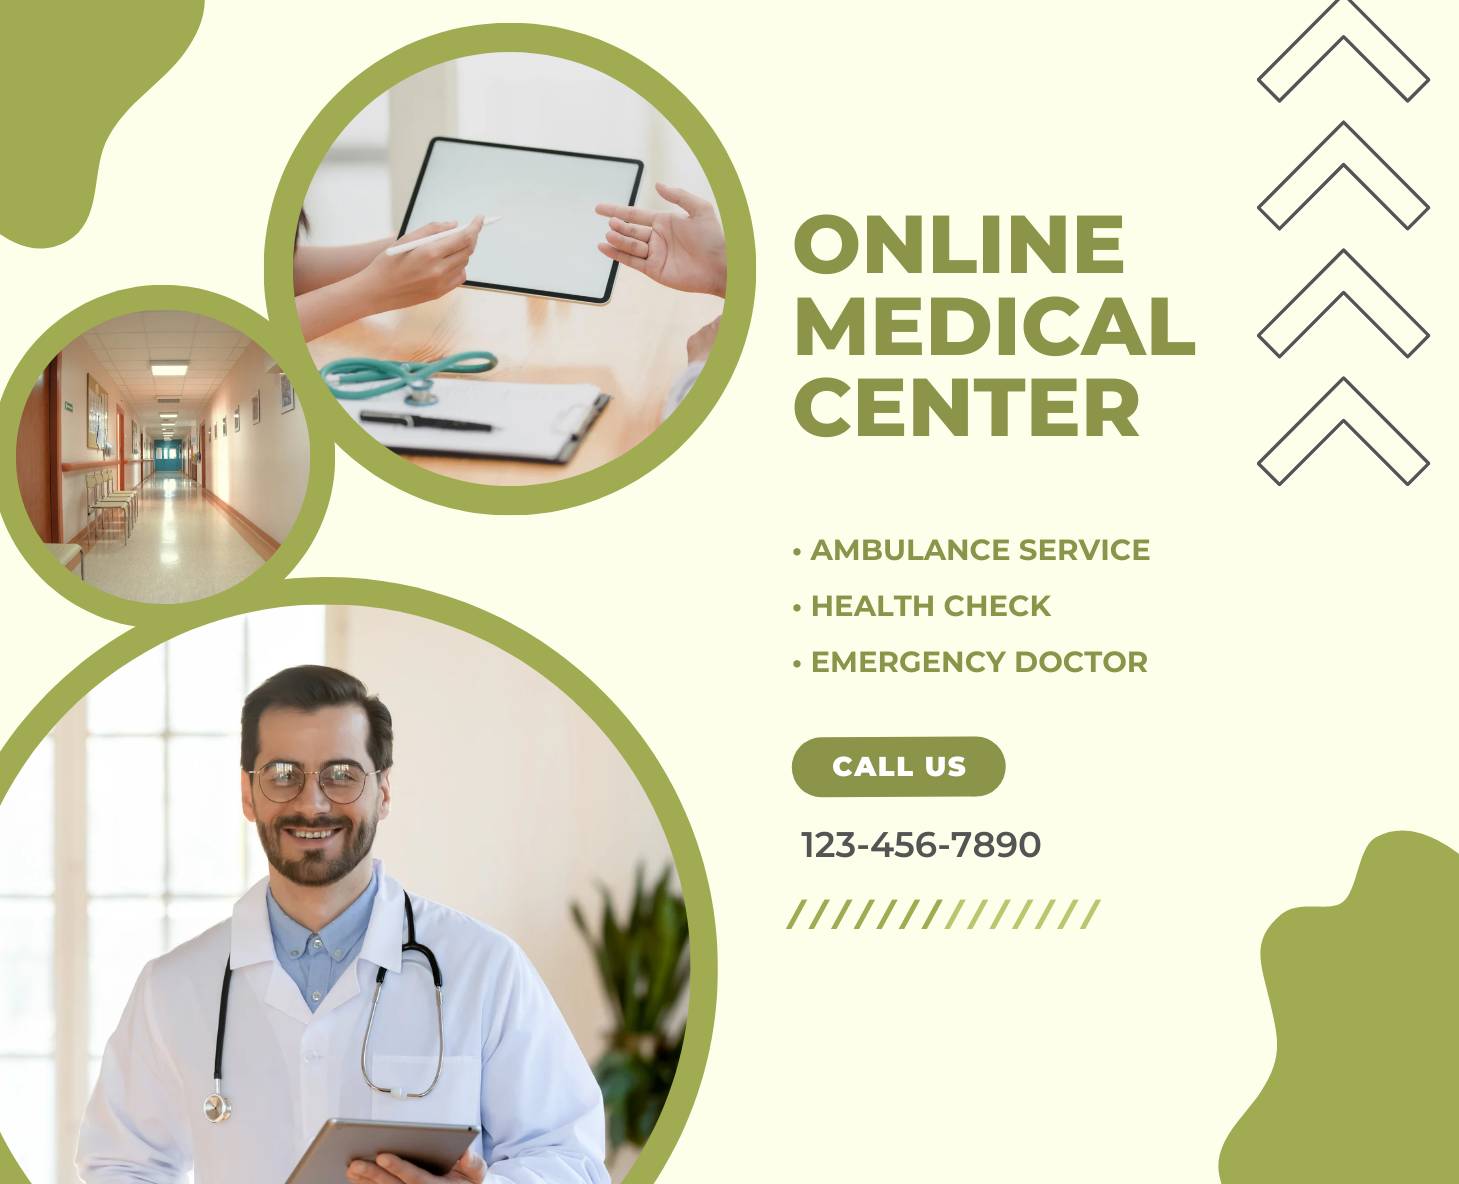 ONLINE
MEDICAL
CENTER
• AMBULANCE SERVICE
• HEALTH CHECK
• EMERGENCY DOCTOR
CALL US
123-456-7890